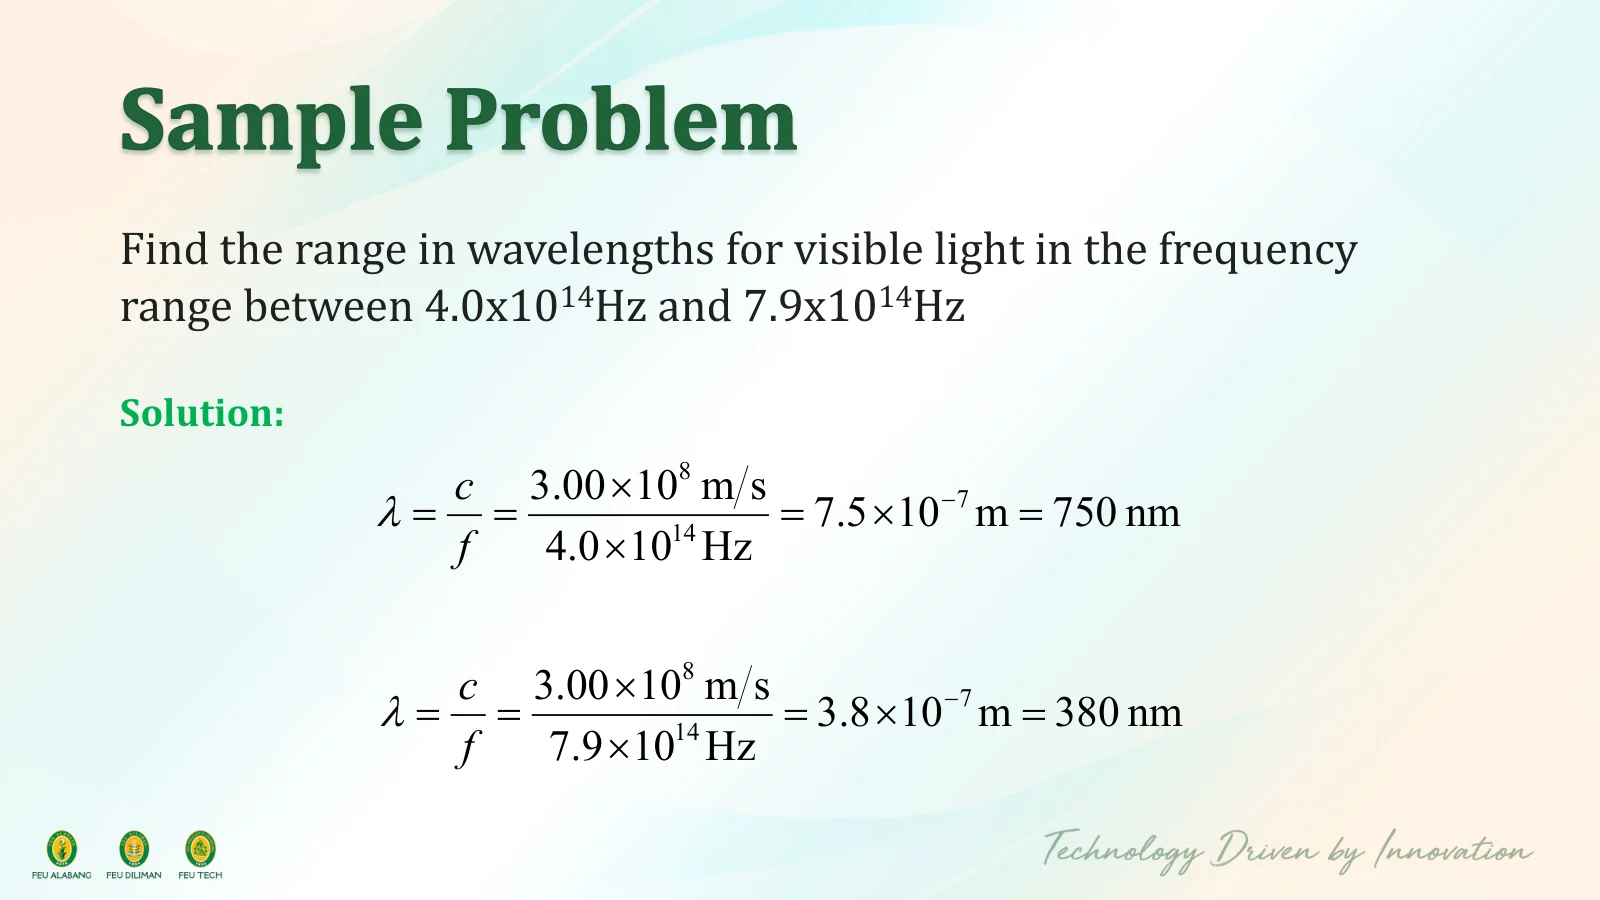 Sample Problem
Find the range in wavelengths for visible light in the frequency
range between 4.0x10¹⁴Hz and 7.9x10¹⁴Hz
Solution:
λ = c/f = 3.00×10⁸ m/s / 4.0×10¹⁴ Hz = 7.5×10⁻⁷ m = 750 nm
λ = c/f = 3.00×10⁸ m/s / 7.9×10¹⁴ Hz = 3.8×10⁻⁷ m = 380 nm
FEU ALABANG FEU DILIMAN FEU TECH
Technology Driven by Innovation